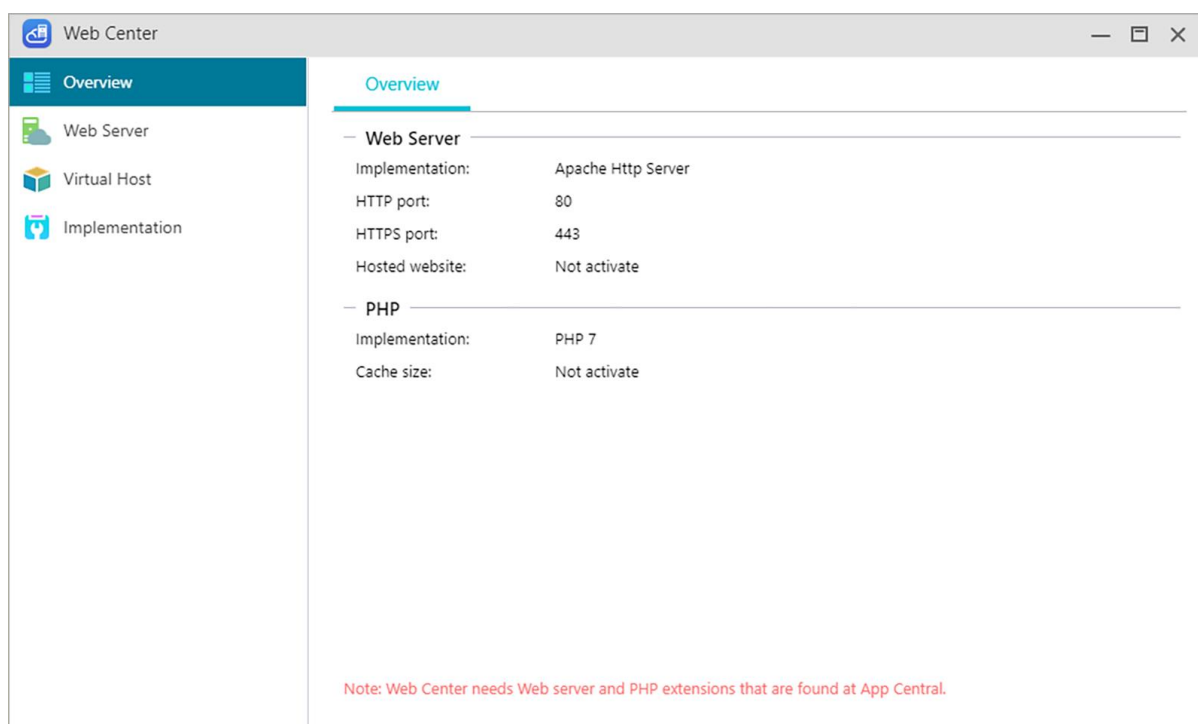 Web Center
Overview
Web Server
Virtual Host
Implementation
Overview
Web Server
Implementation: Apache Http Server
HTTP port: 80
HTTPS port: 443
Hosted website: Not activate
PHP
Implementation: PHP 7
Cache size: Not activate
Note: Web Center needs Web server and PHP extensions that are found at App Central.